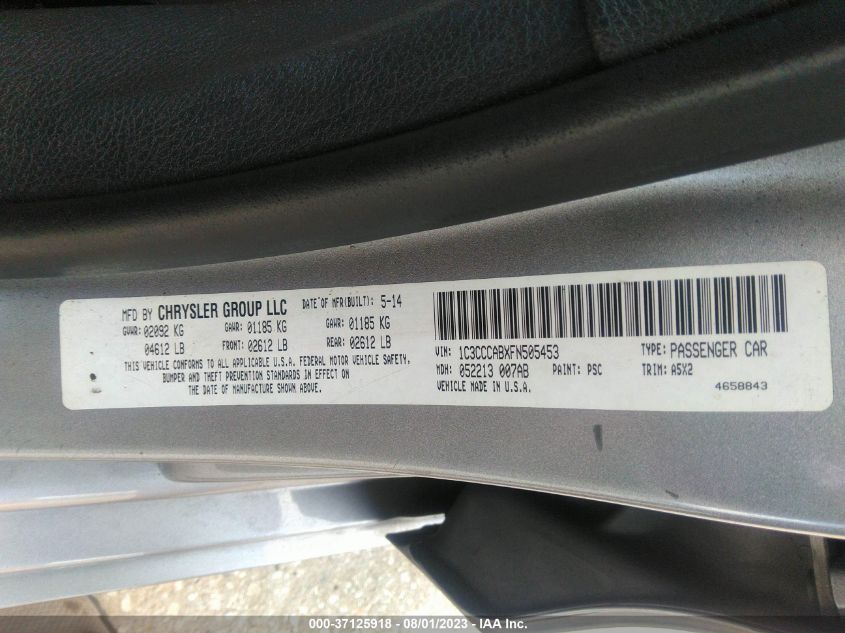 MFD BY CHRYSLER GROUP LLC DATE OF MFR(BUILT): 5-14
GVWR: 02092 KG GAWR: 01185 KG GAWR: 01185 KG
04612 LB FRONT: 02612 LB REAR: 02612 LB
THIS VEHICLE CONFORMS TO ALL APPLICABLE U.S.A. FEDERAL MOTOR VEHICLE SAFETY,
BUMPER AND THEFT PREVENTION STANDARDS IN EFFECT ON
THE DATE OF MANUFACTURE SHOWN ABOVE.
VIN: 1C3CCCABXFN505453 TYPE: PASSENGER CAR
MDH: 052213 007AB PAINT: PSC TRIM: A5X2
VEHICLE MADE IN U.S.A. 4658843
000-37125918 - 08/01/2023 - IAA Inc.